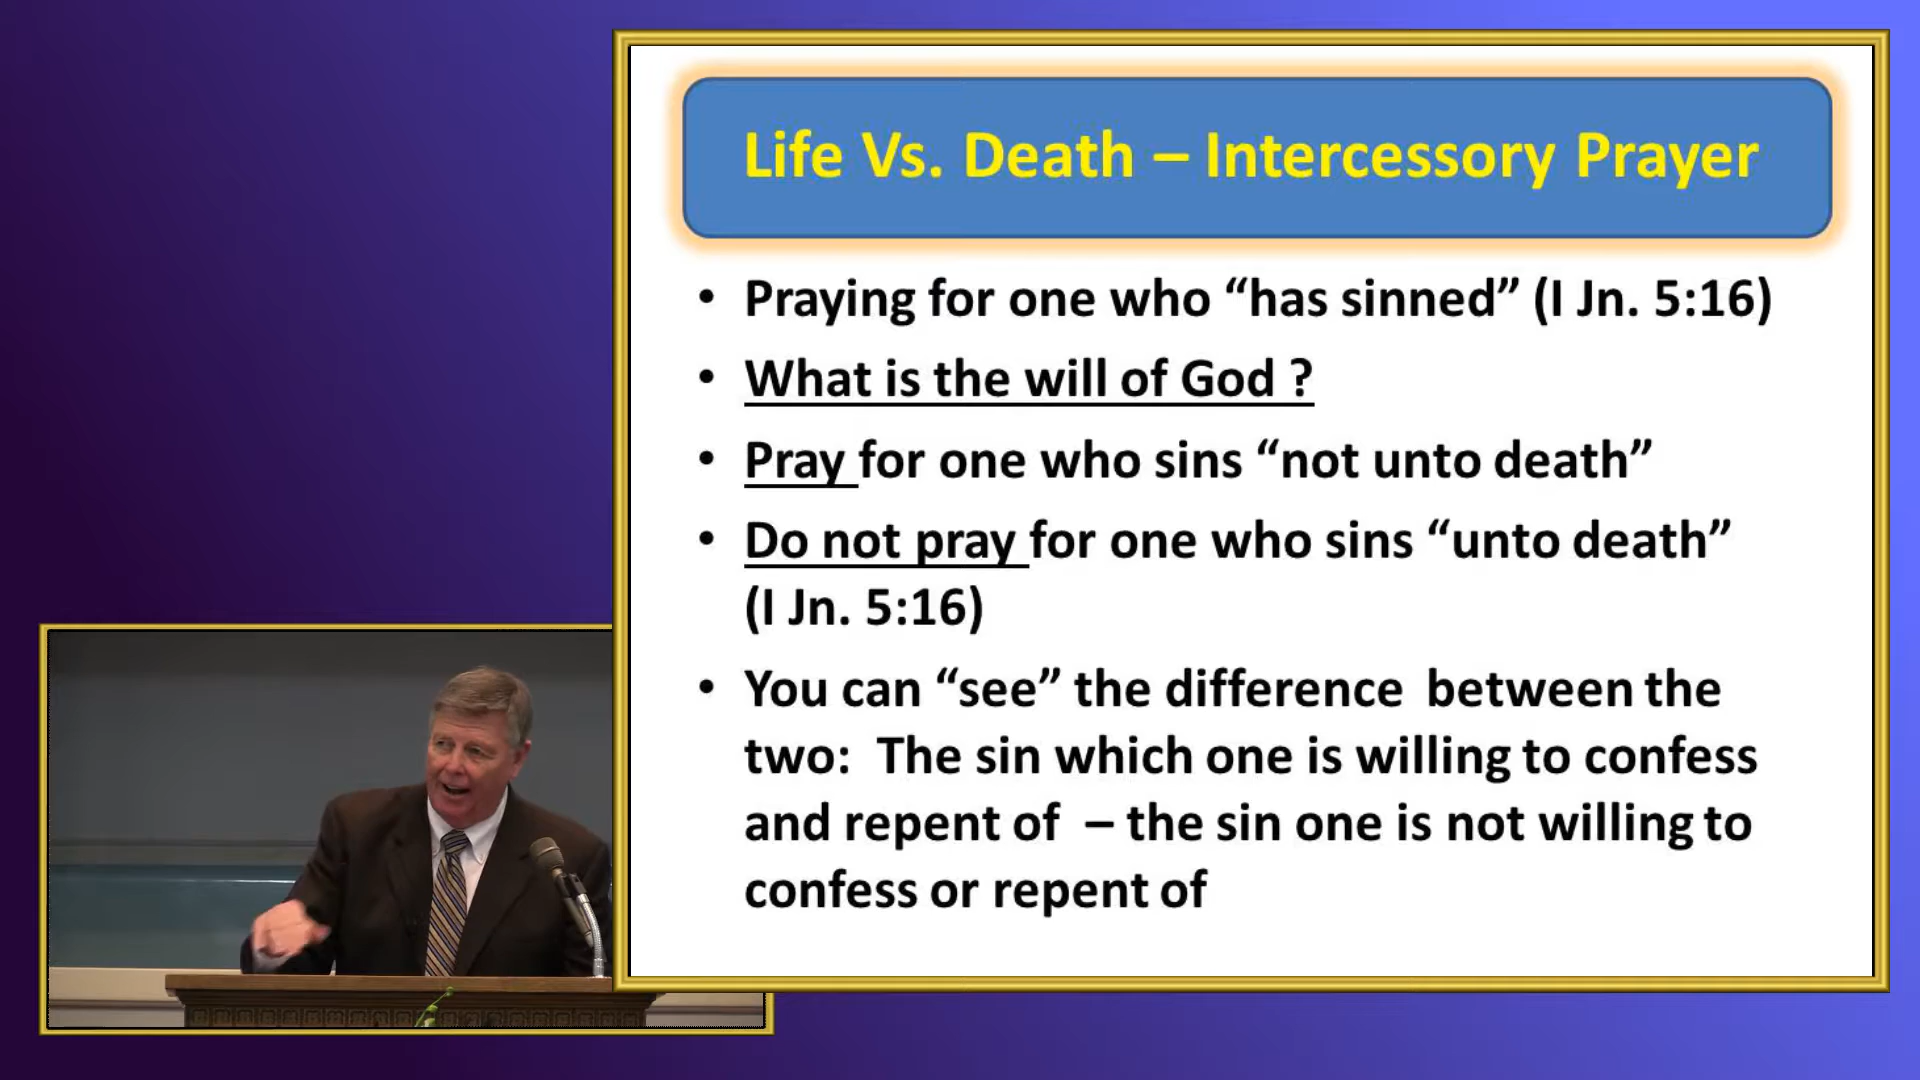 Life Vs. Death – Intercessory Prayer
• Praying for one who “has sinned” (I Jn. 5:16)
• What is the will of God ?
• Pray for one who sins “not unto death”
• Do not pray for one who sins “unto death”
(I Jn. 5:16)
• You can “see” the difference between the
two: The sin which one is willing to confess
and repent of – the sin one is not willing to
confess or repent of